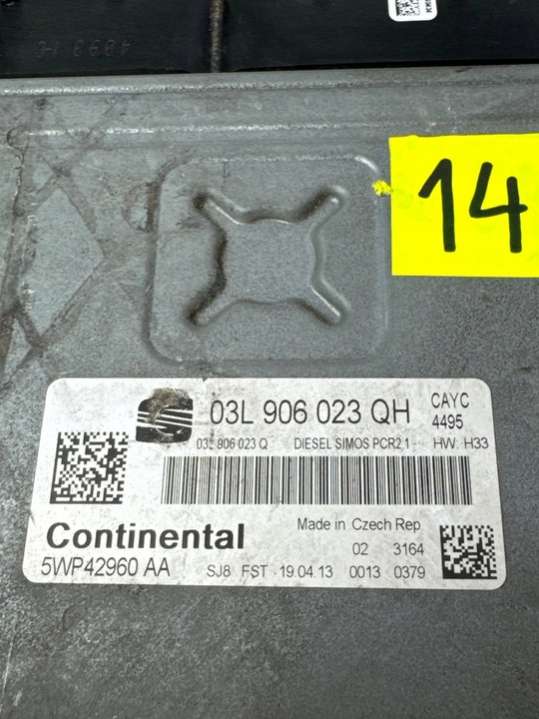 14
03L 906 023 QH
CAYC
4495
03L 906 023 Q DIESEL SIMOS PCR2.1 HW: H33
Continental
Made in Czech Rep
02 3164
5WP42960 AA
SJ8 FST 19.04.13 0013 0379